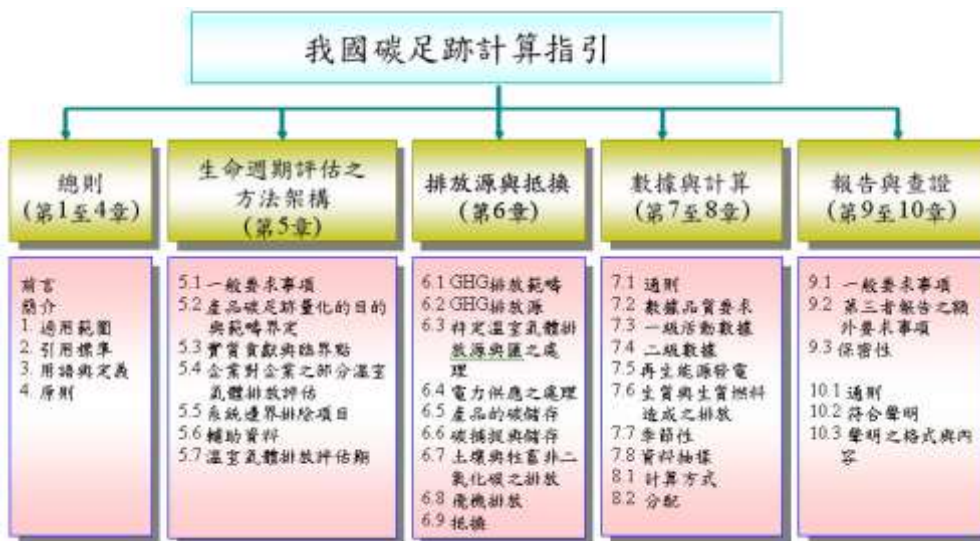 我國碳足跡計算指引
總則
(第1至4章)
前言
簡介
1. 適用範圍
2. 引用標準
3. 用語與定義
4. 原則
生命週期評估之
方法架構
(第5章)
5.1 一般要求事項
5.2 產品碳足跡量化的目的
與範疇界定
5.3 實質貢獻與臨界點
5.4 企業對企業之部分溫室
氣體排放評估
5.5 系統邊界排除項目
5.6 輔助資料
5.7 溫室氣體排放評估期
排放源與抵換
(第6章)
6.1 GHG排放範疇
6.2 GHG排放源
6.3 特定溫室氣體排
放源與匯之處
理
6.4 電力供應之處理
6.5 產品的碳儲存
6.6 碳捕捉與儲存
6.7 土壤與牲畜非二
氧化碳之排放
6.8 飛機排放
6.9 抵換
數據與計算
(第7至8章)
7.1 通則
7.2 數據品質要求
7.3 一級活動數據
7.4 二級數據
7.5 再生能源發電
7.6 生質與生質燃料
造成之排放
7.7 季節性
7.8 資料抽樣
8.1 計算方式
8.2 分配
報告與查證
(第9至10章)
9.1 一般要求事項
9.2 第三者報告之額
外要求事項
9.3 保密性
10.1 通則
10.2 符合聲明
10.3 聲明之格式與內
容